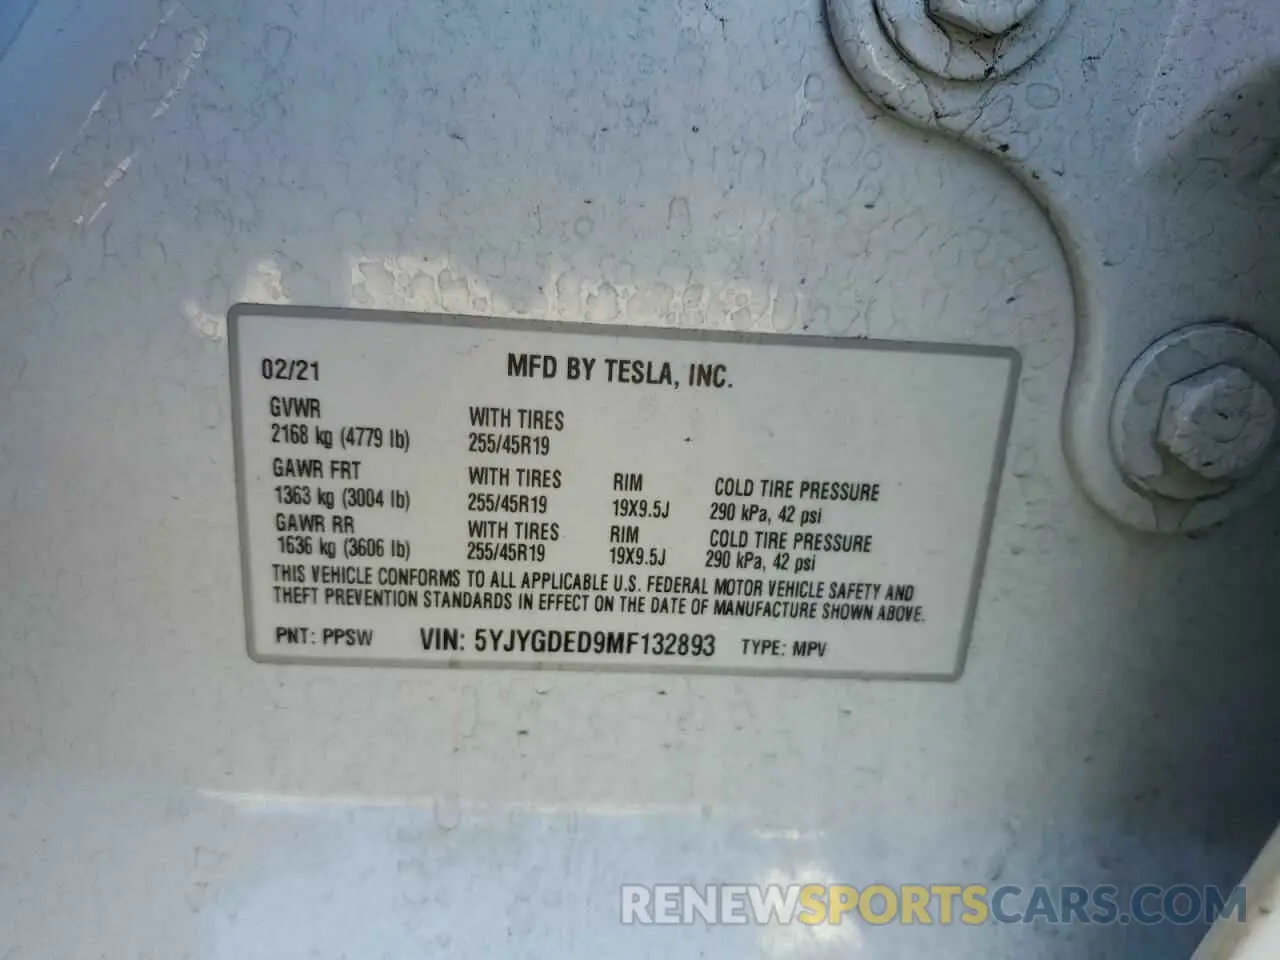 02/21 MFD BY TESLA, INC.
GVWR WITH TIRES
2168 kg (4779 lb) 255/45R19
GAWR FRT WITH TIRES RIM COLD TIRE PRESSURE
1363 kg (3004 lb) 255/45R19 19X9.5J 290 kPa, 42 psi
GAWR RR WITH TIRES RIM COLD TIRE PRESSURE
1636 kg (3606 lb) 255/45R19 19X9.5J 290 kPa, 42 psi
THIS VEHICLE CONFORMS TO ALL APPLICABLE U.S. FEDERAL MOTOR VEHICLE SAFETY AND
THEFT PREVENTION STANDARDS IN EFFECT ON THE DATE OF MANUFACTURE SHOWN ABOVE.
PNT: PPSW VIN: 5YJYGDED9MF132893 TYPE: MPV
RENEWSPORTSCARS.COM